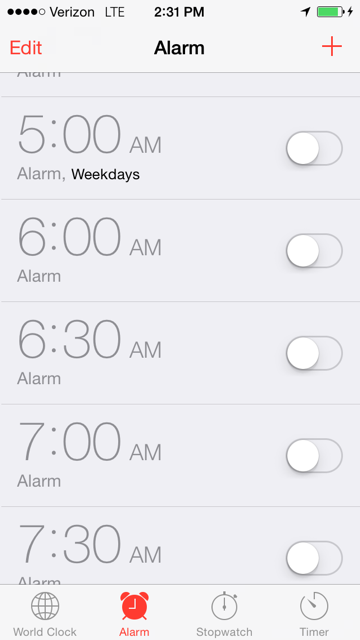 Verizon LTE 2:31 PM
Edit Alarm +
Alarm
5:00 AM
Alarm, Weekdays
6:00 AM
Alarm
6:30 AM
Alarm
7:00 AM
Alarm
7:30 AM
Alarm
World Clock Alarm Stopwatch Timer